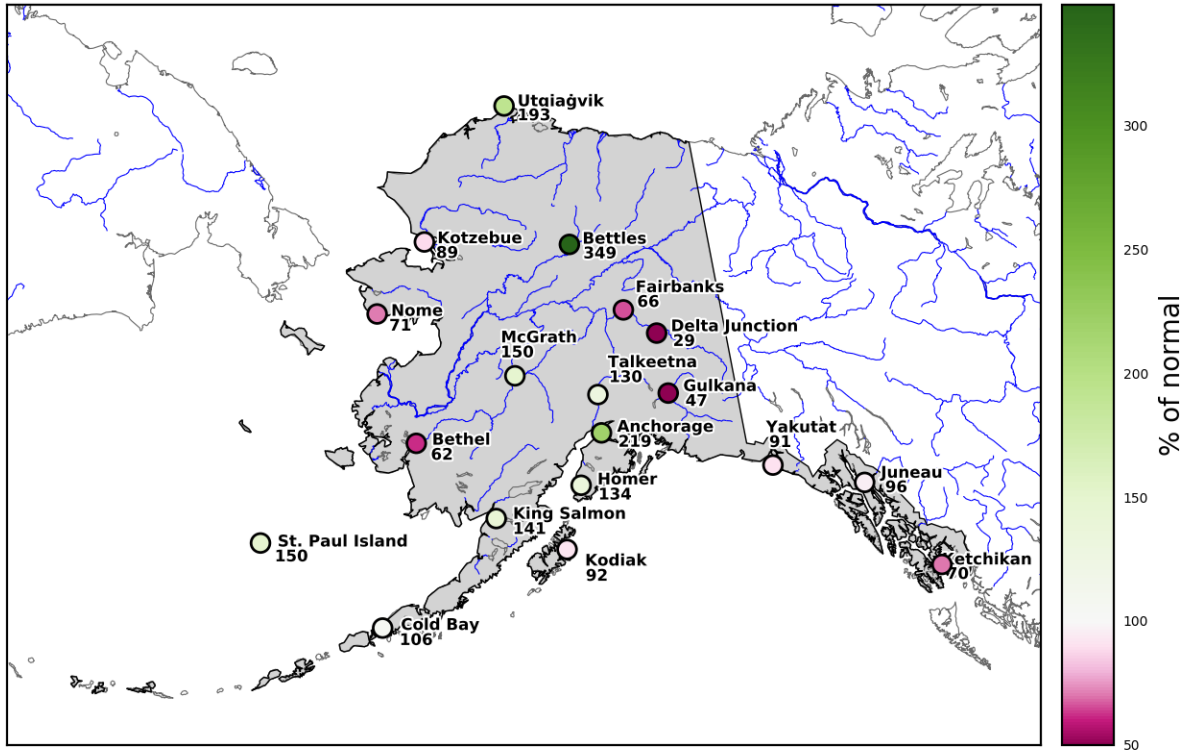 Utqiaġvik
193
Kotzebue
89
Bettles
349
Nome
71
Fairbanks
66
Delta Junction
29
McGrath
150
Talkeetna
130
Gulkana
47
Bethel
62
Anchorage
219
Yakutat
91
Juneau
96
Homer
134
King Salmon
141
St. Paul Island
150
Kodiak
92
Ketchikan
70
Cold Bay
106
300
250
200
150
100
50
% of normal